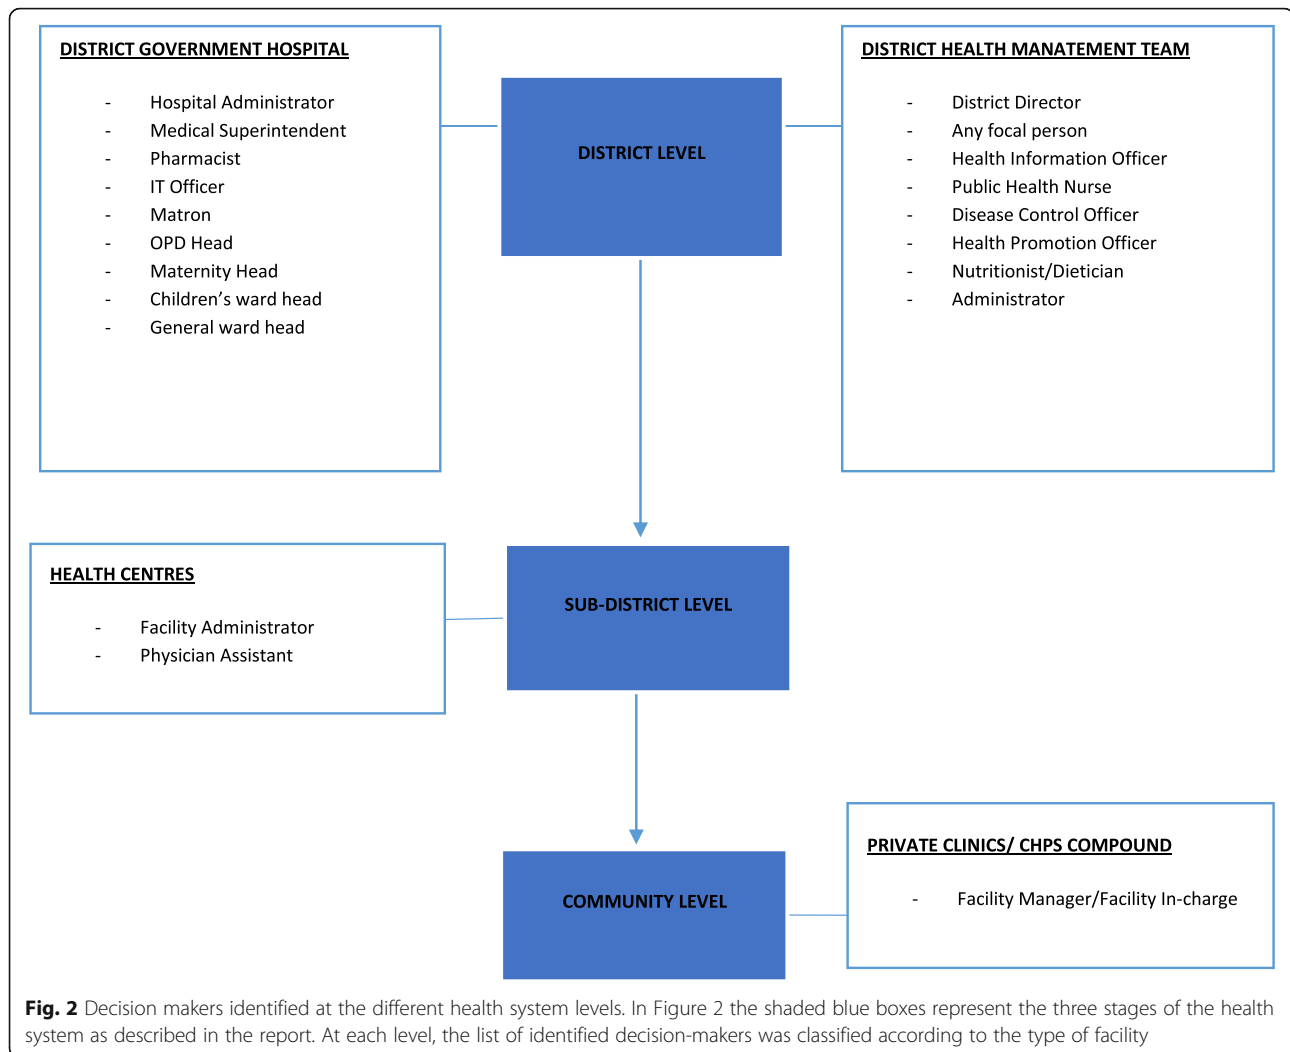 DISTRICT GOVERNMENT HOSPITAL
- Hospital Administrator
- Medical Superintendent
- Pharmacist
- IT Officer
- Matron
- OPD Head
- Maternity Head
- Children’s ward head
- General ward head
DISTRICT LEVEL
DISTRICT HEALTH MANATEMENT TEAM
- District Director
- Any focal person
- Health Information Officer
- Public Health Nurse
- Disease Control Officer
- Health Promotion Officer
- Nutritionist/Dietician
- Administrator
HEALTH CENTRES
- Facility Administrator
- Physician Assistant
SUB-DISTRICT LEVEL
COMMUNITY LEVEL
PRIVATE CLINICS/ CHPS COMPOUND
- Facility Manager/Facility In-charge
Fig. 2 Decision makers identified at the different health system levels. In Figure 2 the shaded blue boxes represent the three stages of the health
system as described in the report. At each level, the list of identified decision-makers was classified according to the type of facility